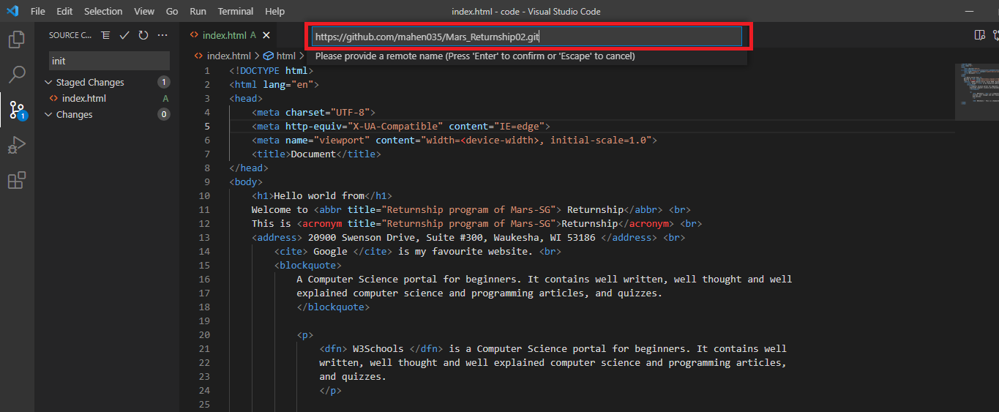 File Edit Selection View Go Run Terminal Help
index.html - code - Visual Studio Code
SOURCE C...
index.html A
https://github.com/mahen035/Mars_Returnship02.git
Please provide a remote name (Press 'Enter' to confirm or 'Escape' to cancel)
init
Staged Changes 1
index.html A
Changes 0
1
index.html > html >
1 <!DOCTYPE html>
2 <html lang="en">
3 <head>
4 <meta charset="UTF-8">
5 <meta http-equiv="X-UA-Compatible" content="IE=edge">
6 <meta name="viewport" content="width=<device-width>, initial-scale=1.0">
7 <title>Document</title>
8 </head>
9 <body>
10 <h1>Hello world from</h1>
11 Welcome to <abbr title="Returnship program of Mars-SG"> Returnship</abbr> <br>
12 This is <acronym title="Returnship program of Mars-SG">Returnship</acronym> <br>
13 <address> 20900 Swenson Drive, Suite #300, Waukesha, WI 53186 </address> <br>
14 <cite> Google </cite> is my favourite website. <br>
15 <blockquote>
16 A Computer Science portal for beginners. It contains well written, well thought and well
17 explained computer science and programming articles, and quizzes.
18 </blockquote>
19
20 <p>
21 <dfn> W3Schools </dfn> is a Computer Science portal for beginners. It contains well
22 written, well thought and well explained computer science and programming articles,
23 and quizzes.
24 </p>
25